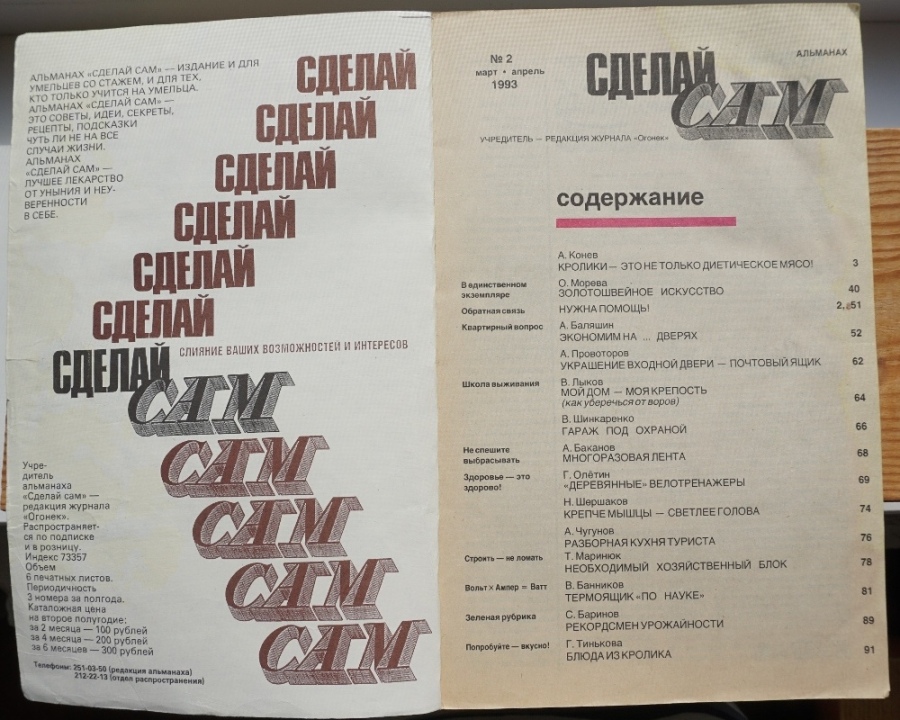 АЛЬМАНАХ «СДЕЛАЙ САМ» — ИЗДАНИЕ И ДЛЯ
УМЕЛЬЦЕВ СО СТАЖЕМ, И ДЛЯ ТЕХ,
КТО ТОЛЬКО УЧИТСЯ НА УМЕЛЬЦА.
АЛЬМАНАХ «СДЕЛАЙ САМ» —
ЭТО СОВЕТЫ, ИДЕИ, СЕКРЕТЫ,
РЕЦЕПТЫ, ПОДСКАЗКИ
ЧУТЬ ЛИ НЕ НА ВСЕ
СЛУЧАИ ЖИЗНИ.
АЛЬМАНАХ
«СДЕЛАЙ САМ» —
ЛУЧШЕЕ ЛЕКАРСТВО
ОТ УНЫНИЯ И НЕУ-
ВЕРЕННОСТИ
В СЕБЕ.
СДЕЛАЙ
СДЕЛАЙ
СДЕЛАЙ
СДЕЛАЙ
СДЕЛАЙ
СДЕЛАЙ
СДЕЛАЙ
СЛИЯНИЕ ВАШИХ ВОЗМОЖНОСТЕЙ И ИНТЕРЕСОВ
САМ
САМ
САМ
САМ
САМ
Учре-
дитель
альманаха
«Сделай сам» —
редакция журнала
«Огонек».
Распространяет-
ся по подписке
и в розницу.
Индекс 73357
Объем
6 печатных листов.
Периодичность
3 номера за полгода.
Каталожная цена
на второе полугодие:
за 2 месяца — 100 рублей
за 4 месяца — 200 рублей
за 6 месяцев — 300 рублей
Телефоны: 251-03-50 (редакция альманаха)
212-22-13 (отдел распространения)
№ 2
март • апрель
1993
АЛЬМАНАХ
СДЕЛАЙ
САМ
УЧРЕДИТЕЛЬ — РЕДАКЦИЯ ЖУРНАЛА «Огонек»
содержание
А. Конев
КРОЛИКИ — ЭТО НЕ ТОЛЬКО ДИЕТИЧЕСКОЕ МЯСО! 3
В единственном экземпляре
О. Морева
ЗОЛОТОШВЕЙНОЕ ИСКУССТВО 40
Обратная связь НУЖНА ПОМОЩЬ! 2, 51
Квартирный вопрос А. Баляшин
ЭКОНОМИМ НА ... ДВЕРЯХ 52
А. Провоторов
УКРАШЕНИЕ ВХОДНОЙ ДВЕРИ — ПОЧТОВЫЙ ЯЩИК 62
Школа выживания В. Лыков
МОЙ ДОМ — МОЯ КРЕПОСТЬ
(как уберечься от воров) 64
В. Шинкаренко
ГАРАЖ ПОД ОХРАНОЙ 66
Не спешите выбрасывать
А. Баканов
МНОГОРАЗОВАЯ ЛЕНТА 68
Здоровье — это здорово!
Г. Олётин
«ДЕРЕВЯННЫЕ» ВЕЛОТРЕНАЖЕРЫ 69
Н. Шершаков
КРЕПЧЕ МЫШЦЫ — СВЕТЛЕЕ ГОЛОВА 74
А. Чугунов
РАЗБОРНАЯ КУХНЯ ТУРИСТА 76
Строить — не ломать Т. Маринюк
НЕОБХОДИМЫЙ ХОЗЯЙСТВЕННЫЙ БЛОК 78
Вольт X Ампер = Ватт В. Банников
ТЕРМОЯЩИК «ПО НАУКЕ» 81
Зеленая рубрика С. Баринов
РЕКОРДСМЕН УРОЖАЙНОСТИ 89
Попробуйте — вкусно! Г. Тинькова
БЛЮДА ИЗ КРОЛИКА 91